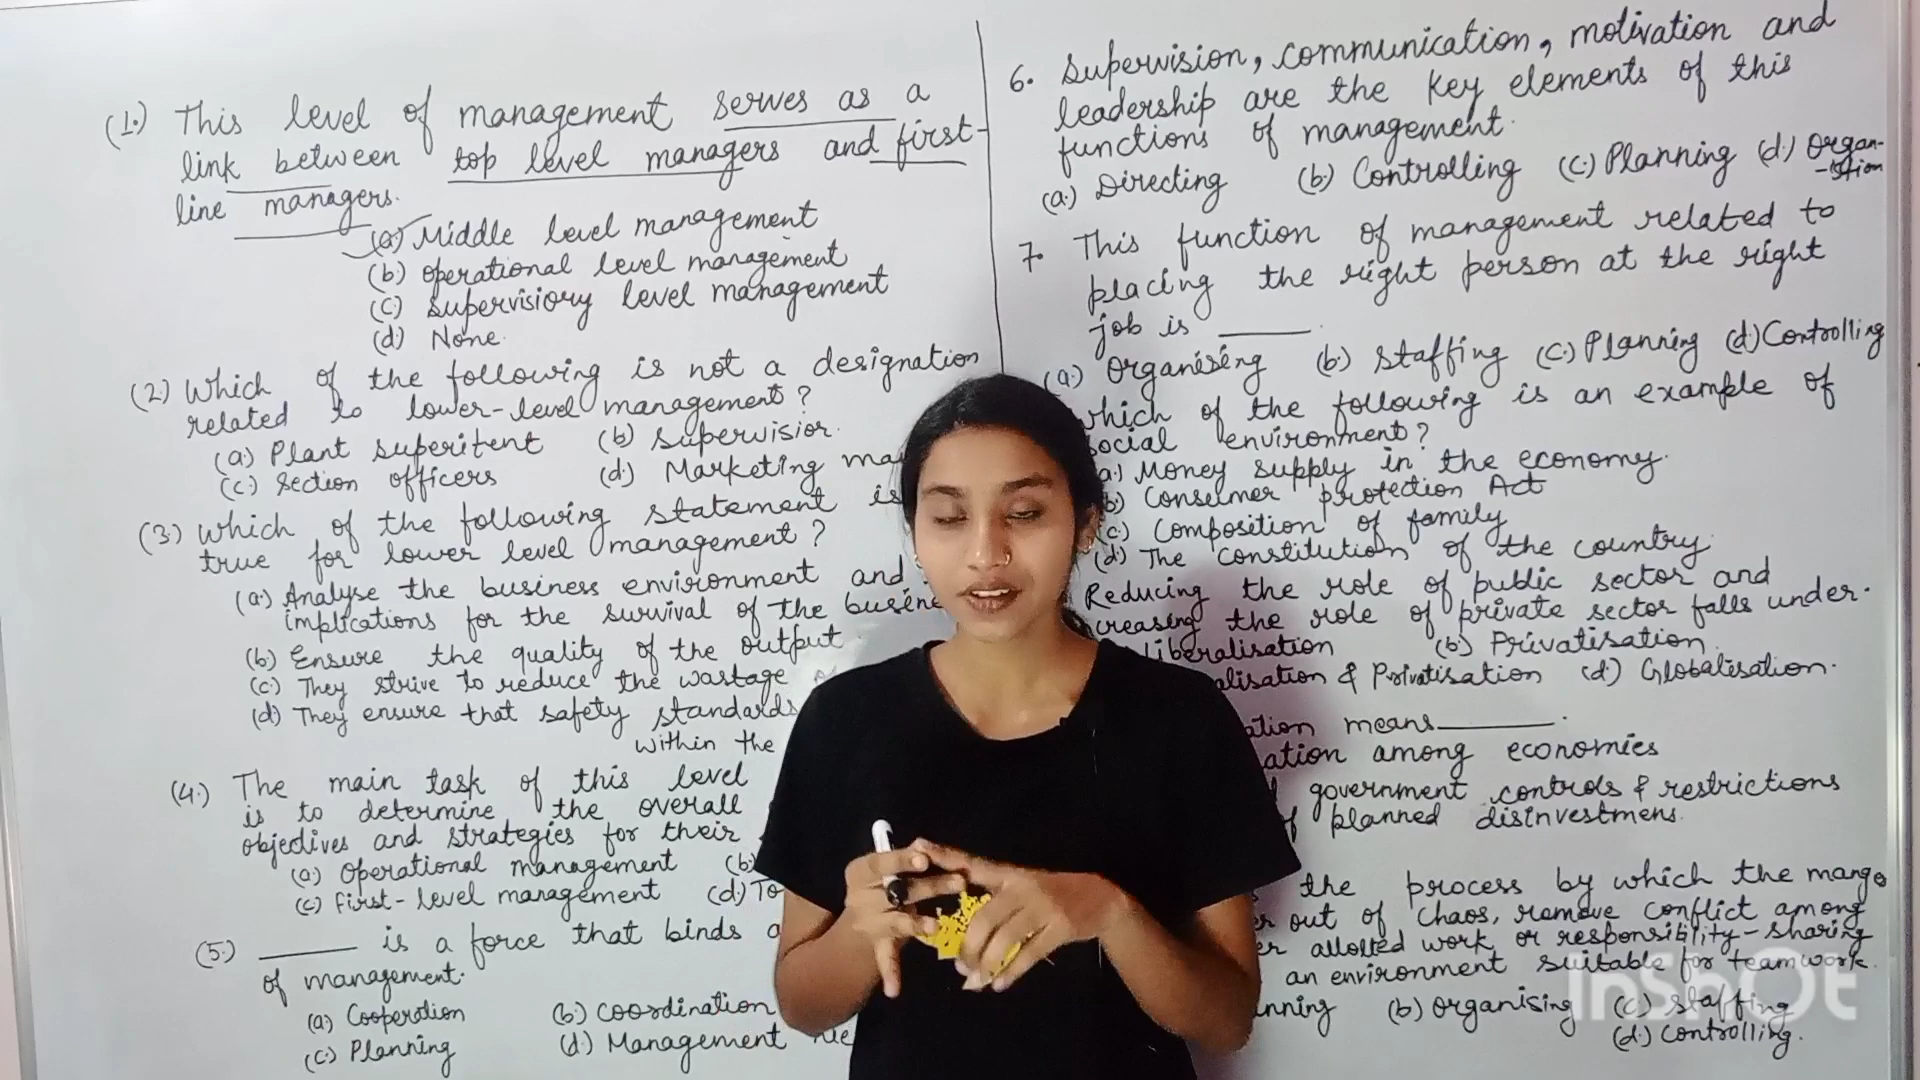 (1.) This level of management serves as a
link between top level managers and first-
line managers.
(a) Middle level management
(b) operational level management
(c) supervisiory level management
(d) None.
(2.) Which of the following is not a designation
related to lower-level management?
(a) Plant superitent (b) supervisior.
(c) section officers (d) Marketing
(3.) which of the following statement is
true for lower level management?
(a) Analyse the business environment and
implications for the survival of the
(b) Ensure the quality of the output
(c) They strive to reduce the wastage
(d) They ensure that safety standards
within the
(4.) The main task of this level
is to determine the overall
objectives and strategies for their
(a) operational management (b)
(c) first-level management (d)
(5.) ______ is a force that binds
of management.
(a) Cooperation (b) coordination
(c) Planning (d) Management
6. Supervision, communication, motivation and
leadership are the key elements of this
functions of management.
(a) Directing (b) Controlling (c) Planning (d) Organ-
-istion
7. This function of management related to
placing the right person at the right
job is ______.
(a) Organising (b) staffing (c) Planning (d) Controlling
which of the following is an example of
social environment?
(a) Money supply in the economy.
(b) Consumer protection Act
(c) Composition of family
(d) The constitution of the country.
Reducing the role of public sector and
the role of private sector falls under.
liberalisation (b) Privatisation.
& Privatisation (d) Globalisation.
means ______.
among economies
government controls & restrictions
of planned disinvestmens.
the process by which the
out of chaos, remove conflict among
allotted work or responsibility-sharing
an environment suitable for teamwork.
(b) organising (c) staffing
(d) controlling.
InShOt